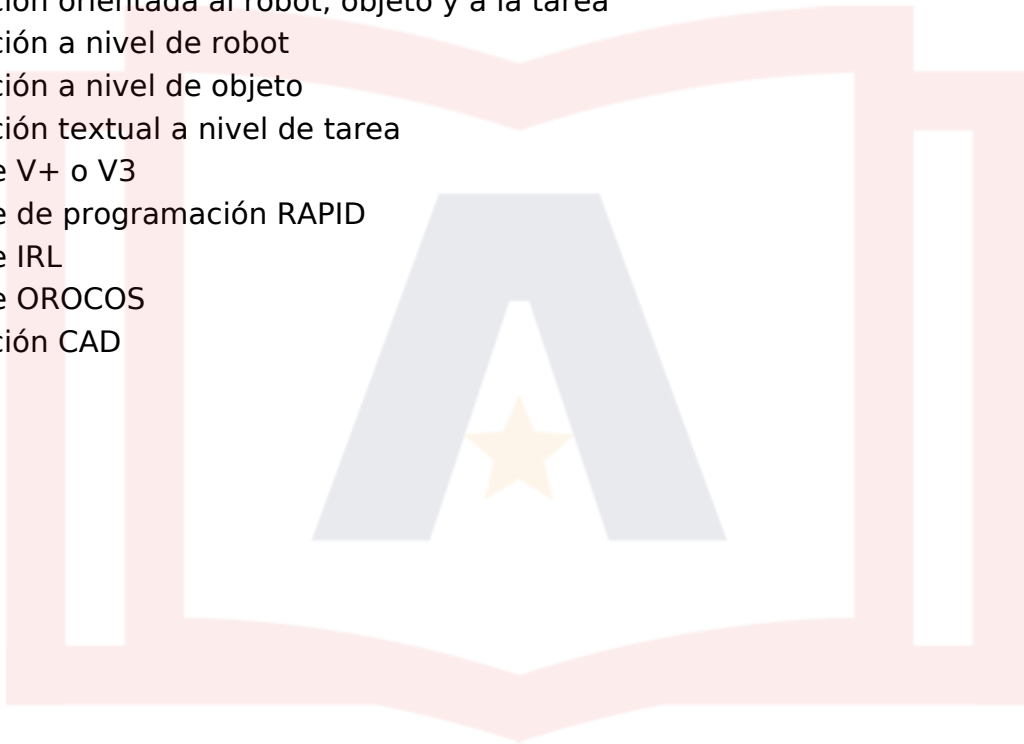 ción orientada al robot, objeto y a la tarea
ción a nivel de robot
ción a nivel de objeto
ción textual a nivel de tarea
e V+ o V3
e de programación RAPID
e IRL
e OROCOS
ción CAD